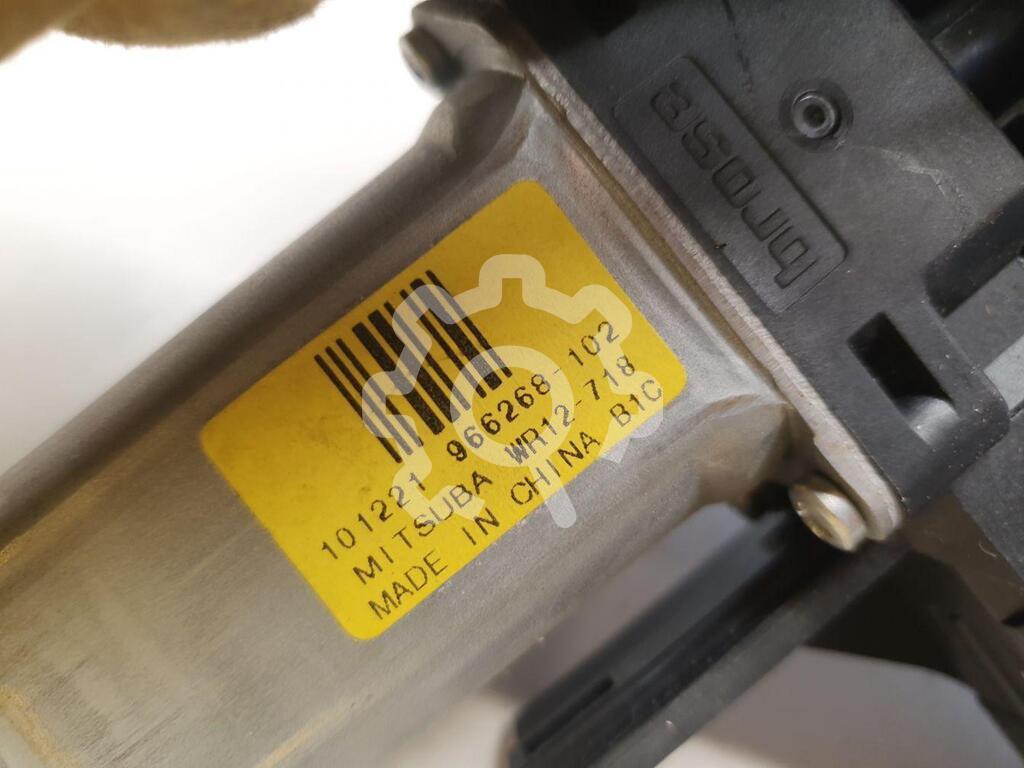 brose
101221 966268-102
MITSUBA WR12-718
MADE IN CHINA B1C